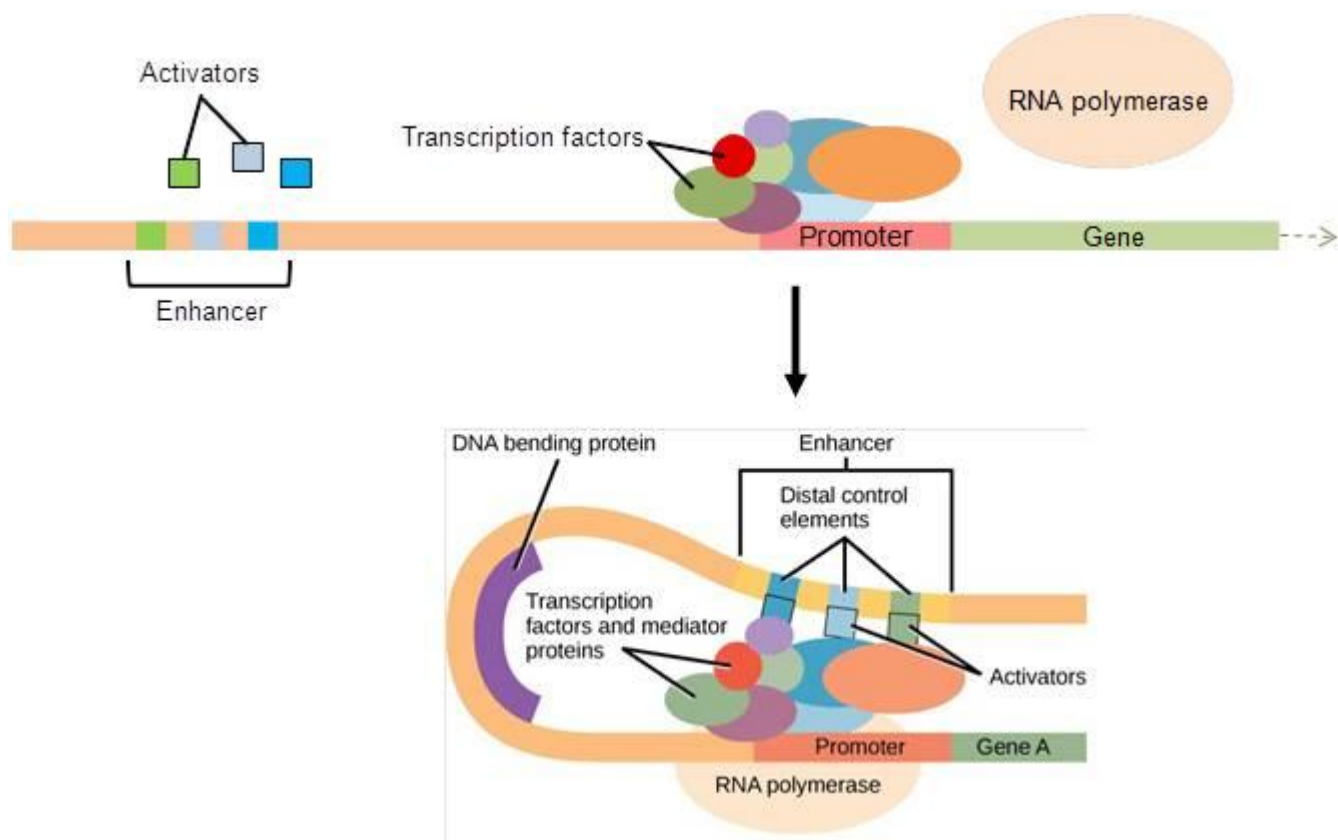 Activators
RNA polymerase
Transcription factors
Promoter
Gene
Enhancer
DNA bending protein
Enhancer
Distal control
elements
Transcription
factors and mediator
proteins
Activators
Promoter
Gene A
RNA polymerase